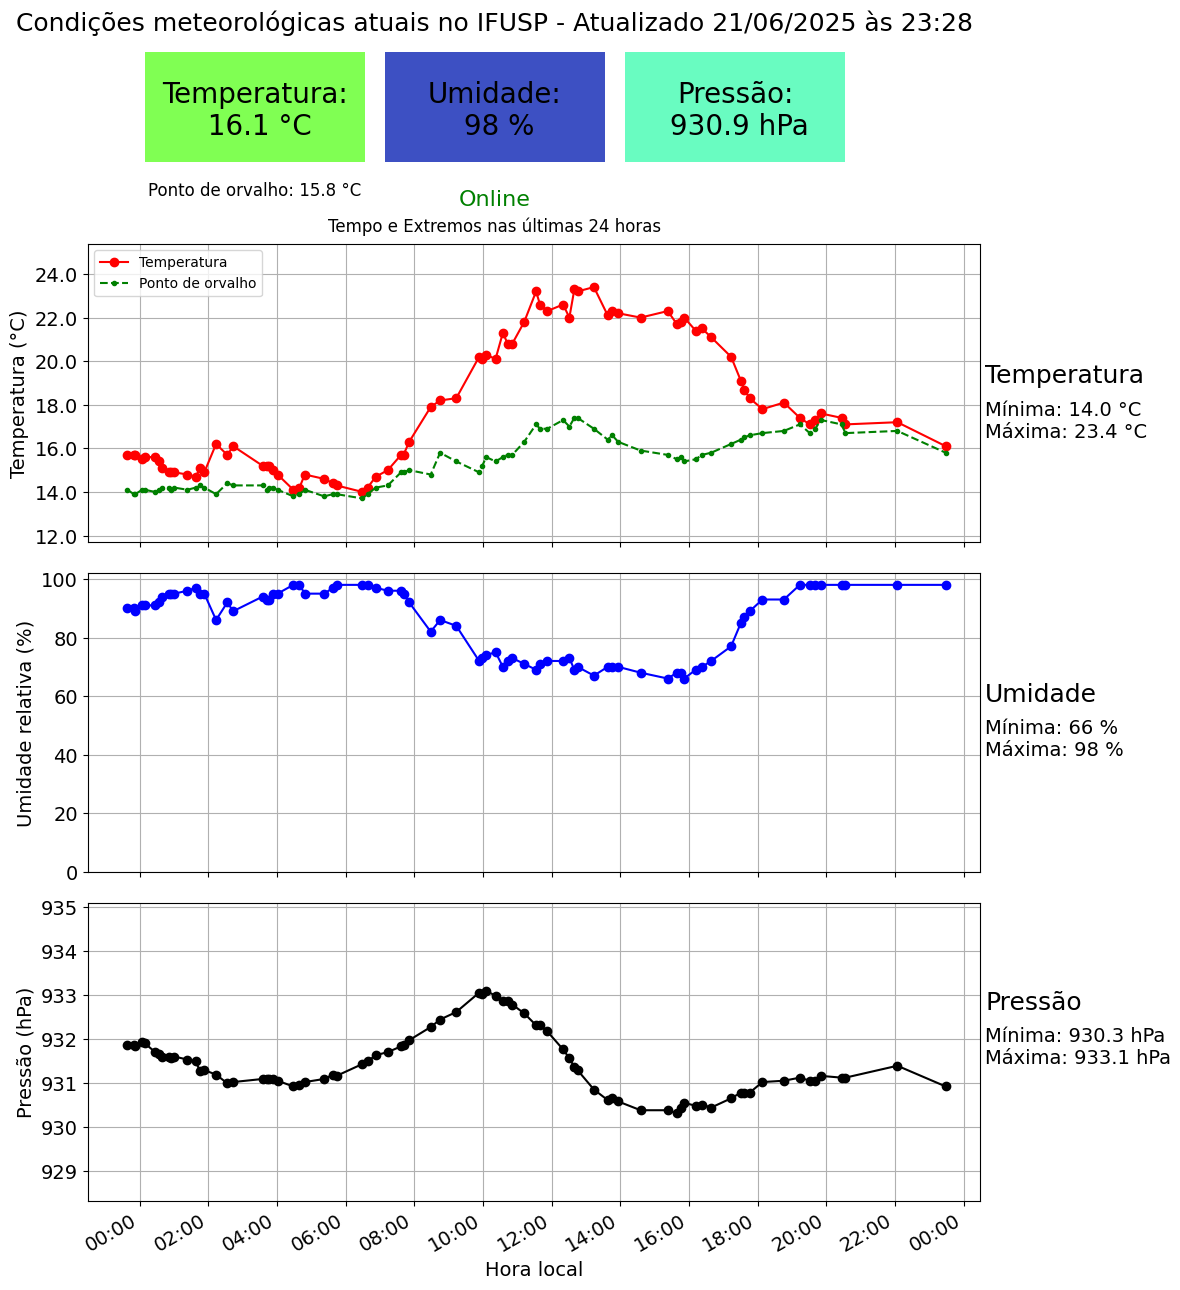 Condições meteorológicas atuais no IFUSP - Atualizado 21/06/2025 às 23:28
Temperatura:
16.1 °C
Umidade:
98 %
Pressão:
930.9 hPa
Ponto de orvalho: 15.8 °C
Online
Tempo e Extremos nas últimas 24 horas
Temperatura
Ponto de orvalho
Temperatura (°C)
24.0
22.0
20.0
18.0
16.0
14.0
12.0
Temperatura
Mínima: 14.0 °C
Máxima: 23.4 °C
Umidade relativa (%)
100
80
60
40
20
0
Umidade
Mínima: 66 %
Máxima: 98 %
Pressão (hPa)
935
934
933
932
931
930
929
Pressão
Mínima: 930.3 hPa
Máxima: 933.1 hPa
00:00 02:00 04:00 06:00 08:00 10:00 12:00 14:00 16:00 18:00 20:00 22:00 00:00
Hora local